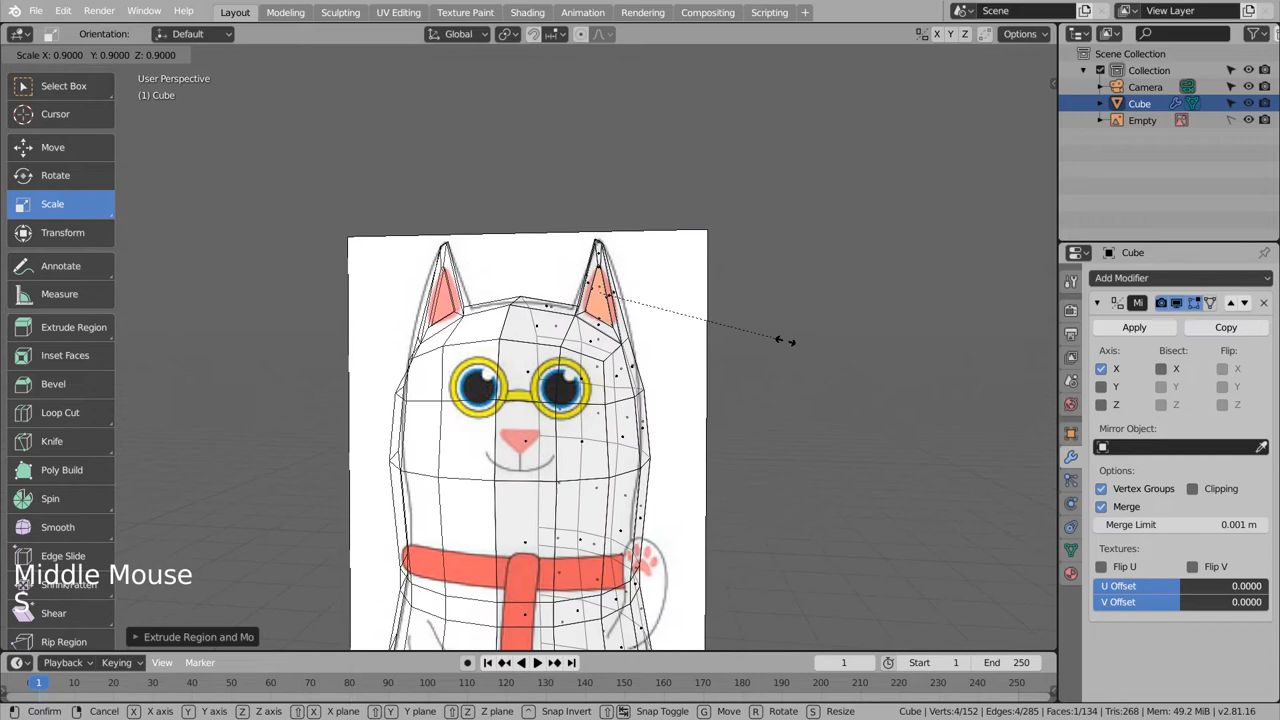 File Edit Render Window Help Layout Modeling Sculpting UV Editing Texture Paint Shading Animation Rendering Compositing Scripting + Scene View Layer
Orientation: Default Global X Y Z Options
Scale X: 0.9000 Y: 0.9000 Z: 0.9000
Scene Collection
Collection
Camera
Cube
Empty
User Perspective
(1) Cube
Select Box
Cursor
Move
Rotate
Scale
Transform
Annotate
Measure
Extrude Region
Inset Faces
Bevel
Loop Cut
Knife
Poly Build
Spin
Smooth
Edge Slide
Shrink/Fatten
Shear
Rip Region
Middle Mouse
S
Extrude Region and Mo
Cube
Add Modifier
Mi
Apply Copy
Axis: Bisect: Flip:
X X X
Y Y Y
Z Z Z
Mirror Object:
Options:
Vertex Groups Clipping
Merge
Merge Limit 0.001 m
Textures:
Flip U Flip V
U Offset 0.0000
V Offset 0.0000
Playback Keying View Marker 1 Start 1 End 250
1 10 20 30 40 50 60 70 80 90 100 110 120 130 140 150 160 170 180 190 200 210 220 230 240 250
Confirm Cancel X X axis Y Y axis Z Z axis X X plane Y Y plane Z Z plane Snap Invert Snap Toggle G Move R Rotate S Resize Cube | Verts:4/152 | Edges:4/285 | Faces:1/134 | Tris:268 | Mem: 49.2 MiB | v2.81.16